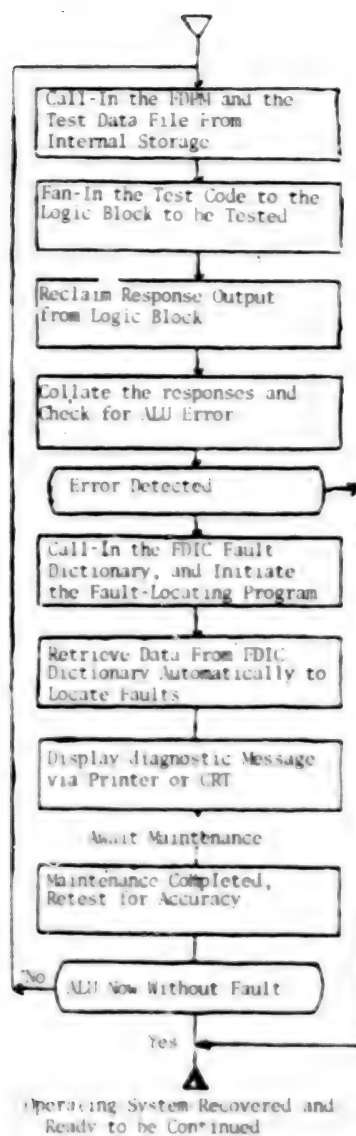 Call-In the FDPM and the
Test Data File From
Internal Storage
Fan-In the Test Code to the
Logic Block to be Tested
Reclaim Response Output
from Logic Block
Collate the responses and
Check for ALU Error
Error Detected
Call-In the FDIC Fault
Dictionary, and Initiate
the Fault-Locating Program
Retrieve Data From FDIC
Dictionary Automatically to
Locate Faults
Display diagnostic Message
via Printer or CRT
Await Maintenance
Maintenance Completed,
Retest for Accuracy
No
ALU Now Without Fault
Yes
Operating System Recovered and
Ready to be Continued